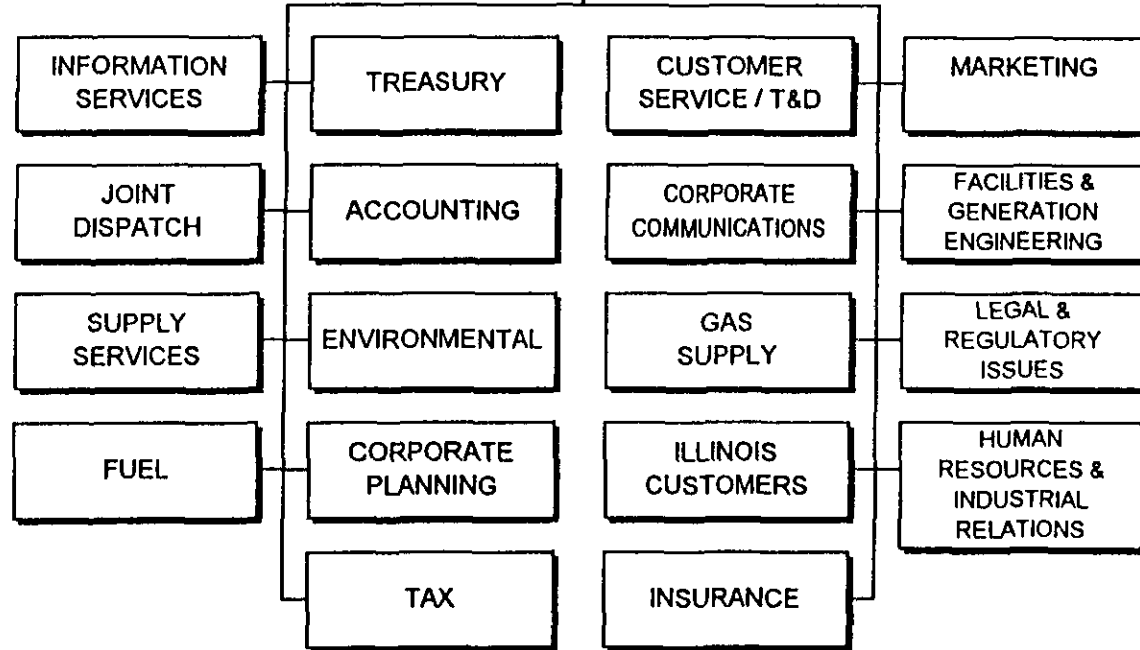 INFORMATION
SERVICES
TREASURY
CUSTOMER
SERVICE / T&D
MARKETING
JOINT
DISPATCH
ACCOUNTING
CORPORATE
COMMUNICATIONS
FACILITIES &
GENERATION
ENGINEERING
SUPPLY
SERVICES
ENVIRONMENTAL
GAS
SUPPLY
LEGAL &
REGULATORY
ISSUES
FUEL
CORPORATE
PLANNING
ILLINOIS
CUSTOMERS
HUMAN
RESOURCES &
INDUSTRIAL
RELATIONS
TAX
INSURANCE